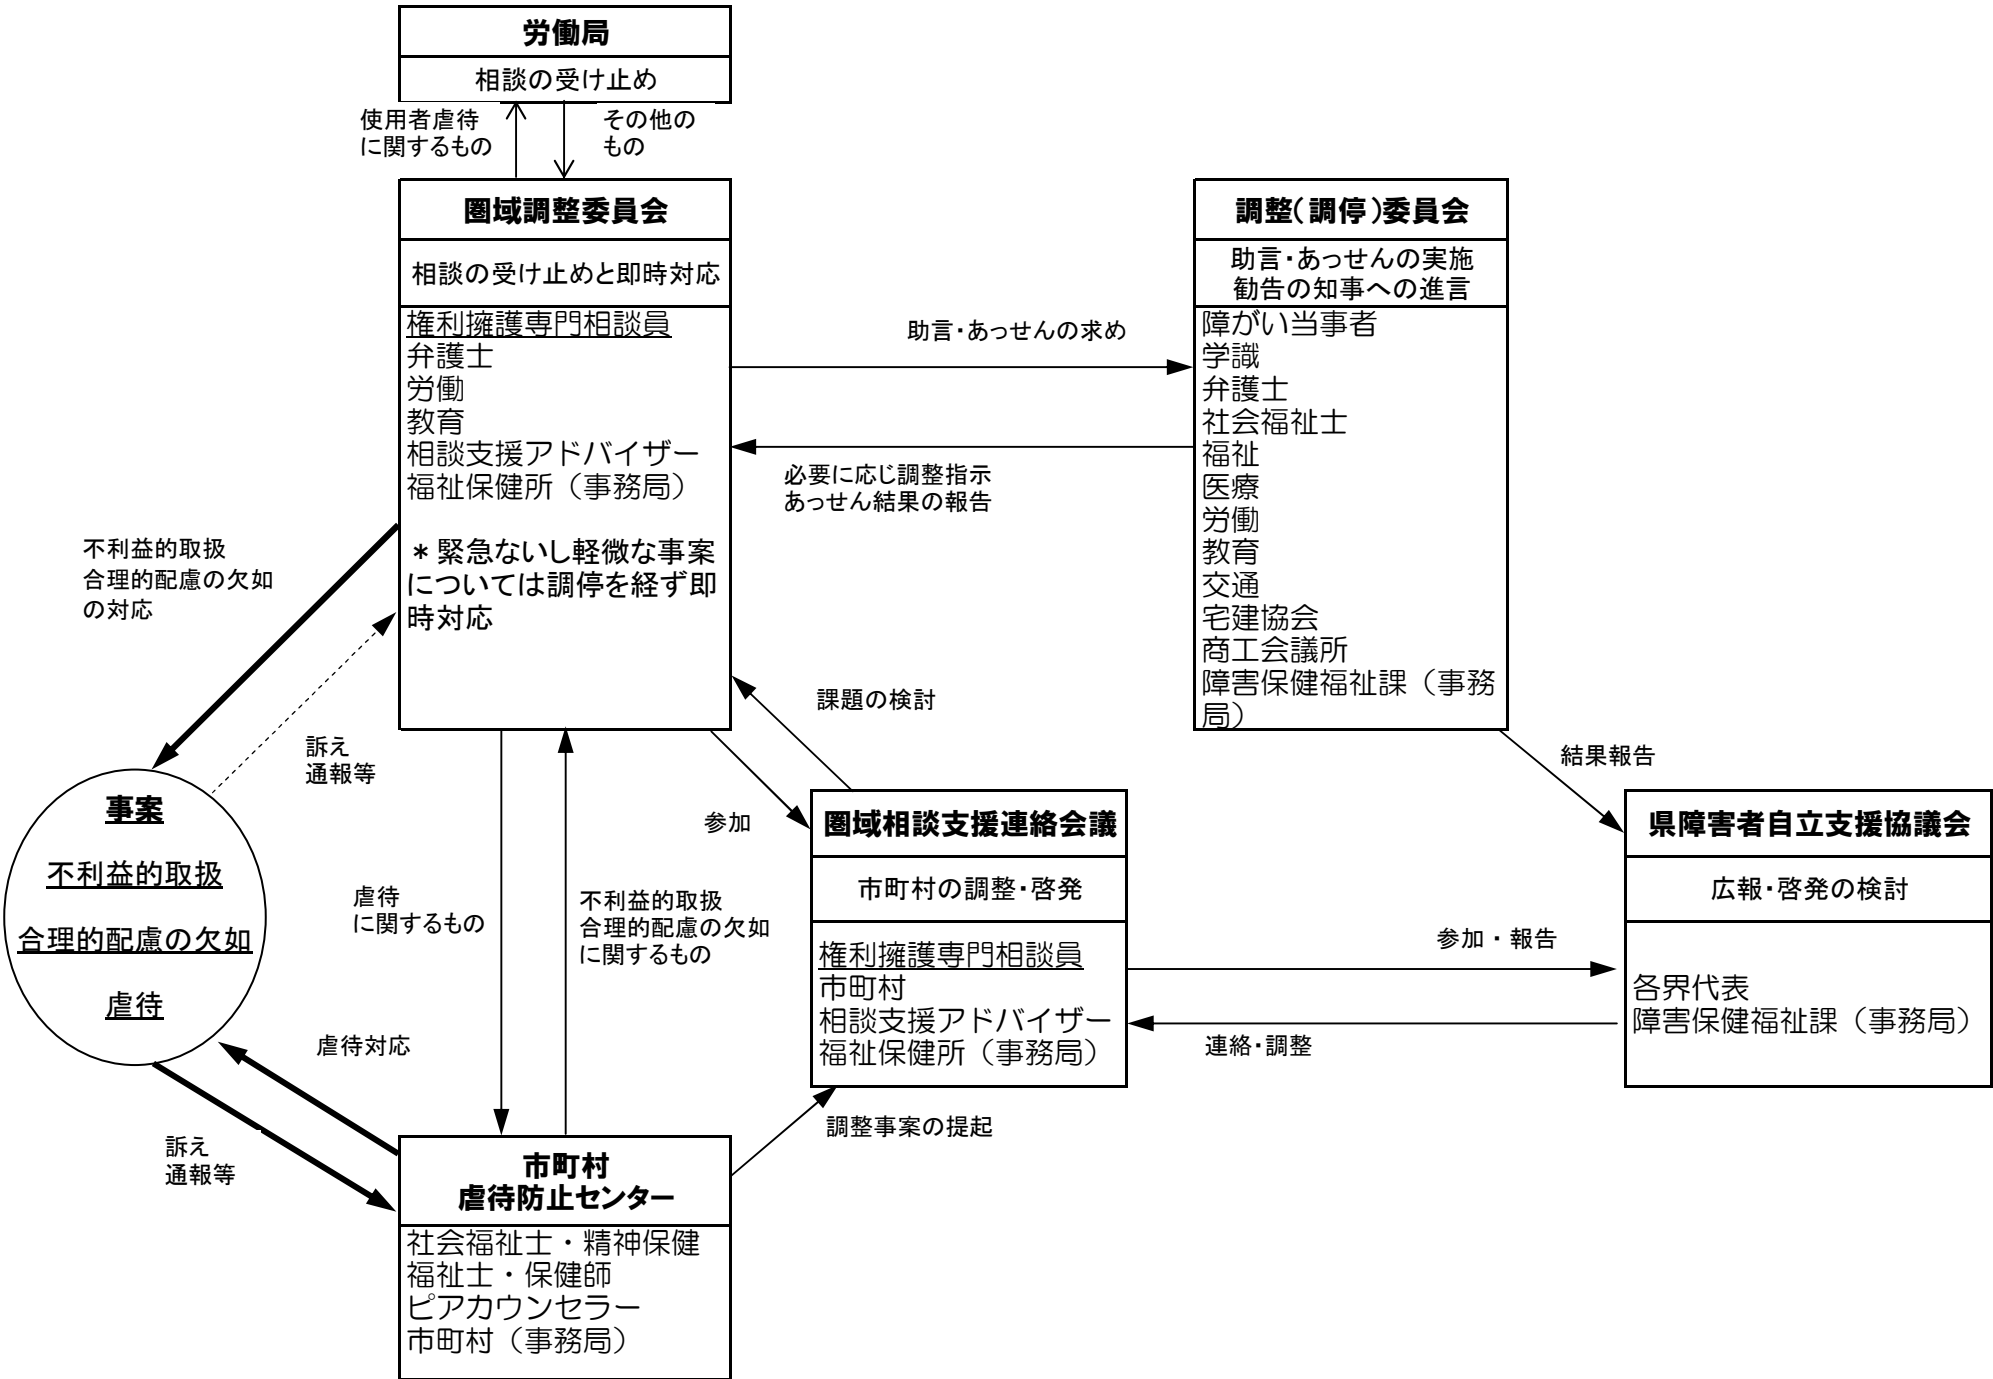 労働局
相談の受け止め
使用者虐待
に関するもの
その他の
もの
圏域調整委員会
相談の受け止めと即時対応
権利擁護専門相談員
弁護士
労働
教育
相談支援アドバイザー
福祉保健所（事務局）
＊緊急ないし軽微な事案
については調停を経ず即
時対応
助言・あっせんの求め
必要に応じ調整指示
あっせん結果の報告
調整(調停)委員会
助言・あっせんの実施
勧告の知事への進言
障がい当事者
学識
弁護士
社会福祉士
福祉
医療
労働
教育
交通
宅建協会
商工会議所
障害保健福祉課（事務
局）
不利益的取扱
合理的配慮の欠如
の対応
訴え
通報等
事案
不利益的取扱
合理的配慮の欠如
虐待
課題の検討
参加
結果報告
圏域相談支援連絡会議
市町村の調整・啓発
権利擁護専門相談員
市町村
相談支援アドバイザー
福祉保健所（事務局）
県障害者自立支援協議会
広報・啓発の検討
各界代表
障害保健福祉課（事務局）
参加・報告
連絡・調整
虐待
に関するもの
不利益的取扱
合理的配慮の欠如
に関するもの
虐待対応
訴え
通報等
調整事案の提起
市町村
虐待防止センター
社会福祉士・精神保健
福祉士・保健師
ピアカウンセラー
市町村（事務局）